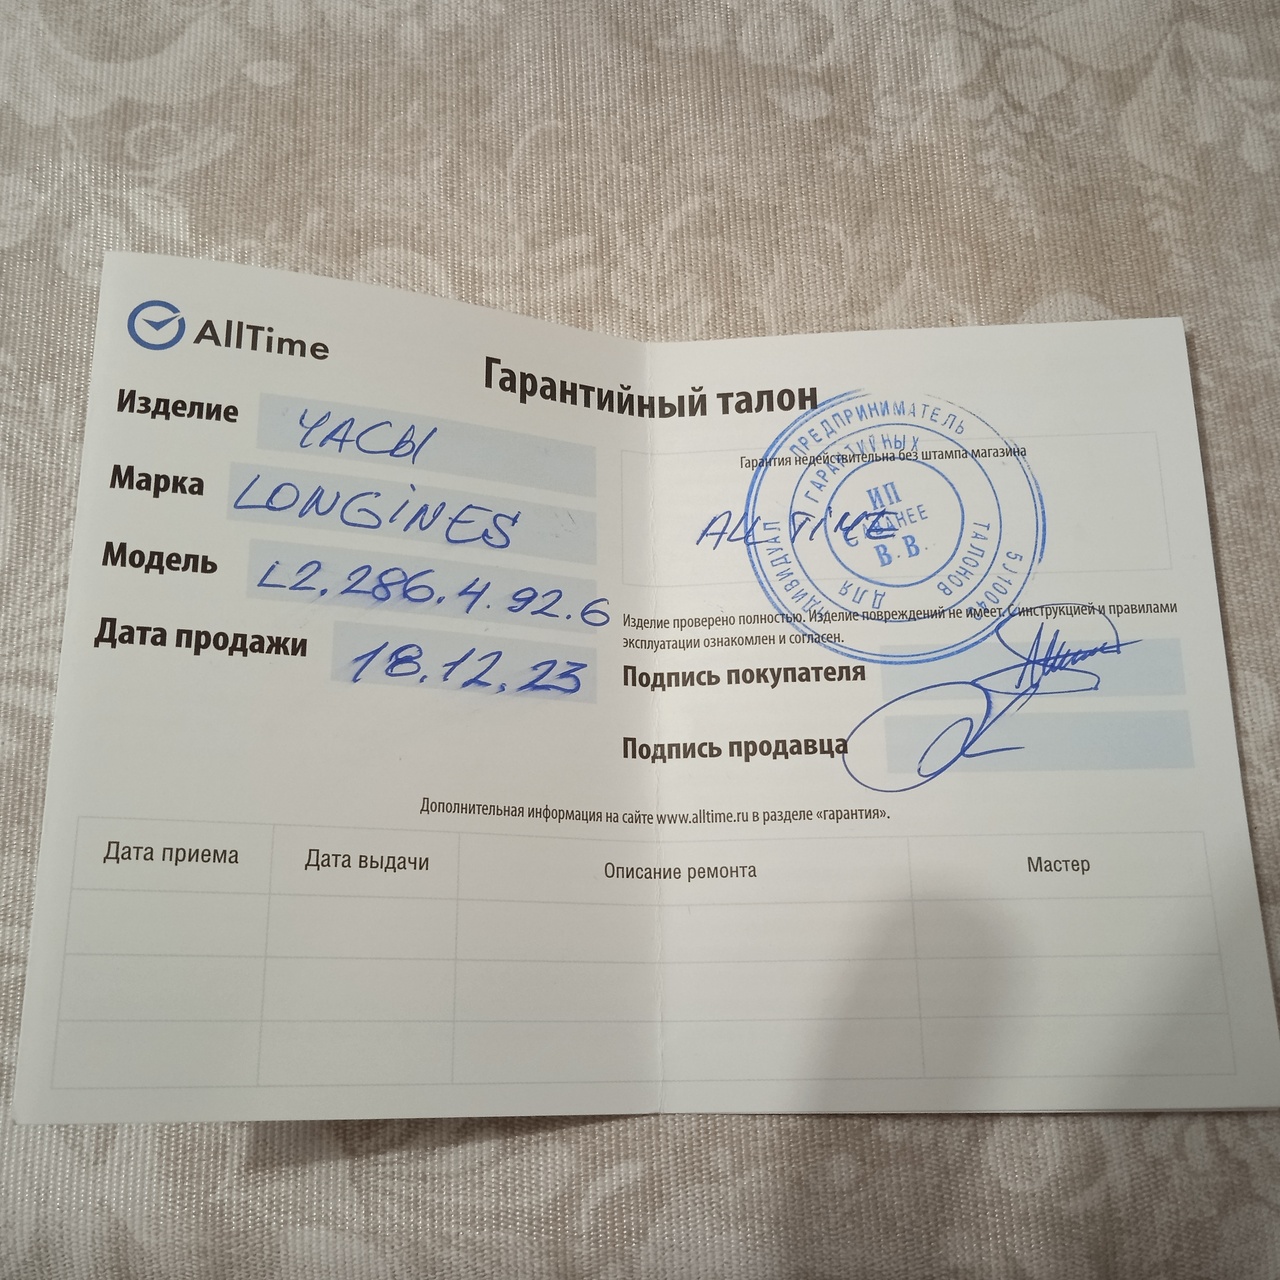 AllTime
Гарантийный талон
Изделие ЧАСЫ
Марка LONGINES
Модель L2.286.4.92.6
Дата продажи 18.12.23
Гарантия недействительна без штампа магазина
ALL TIME
ПРЕДПРИНИМАТЕЛЬ
ГАРАНТИЙНЫХ
ТАЛОНОВ
ДЛЯ
ИП
В.В.
Изделие проверено полностью. Изделие повреждений не имеет. С инструкцией и правилами
эксплуатации ознакомлен и согласен.
Подпись покупателя
Подпись продавца
Дополнительная информация на сайте www.alltime.ru в разделе «гарантия».
Дата приема Дата выдачи Описание ремонта Мастер